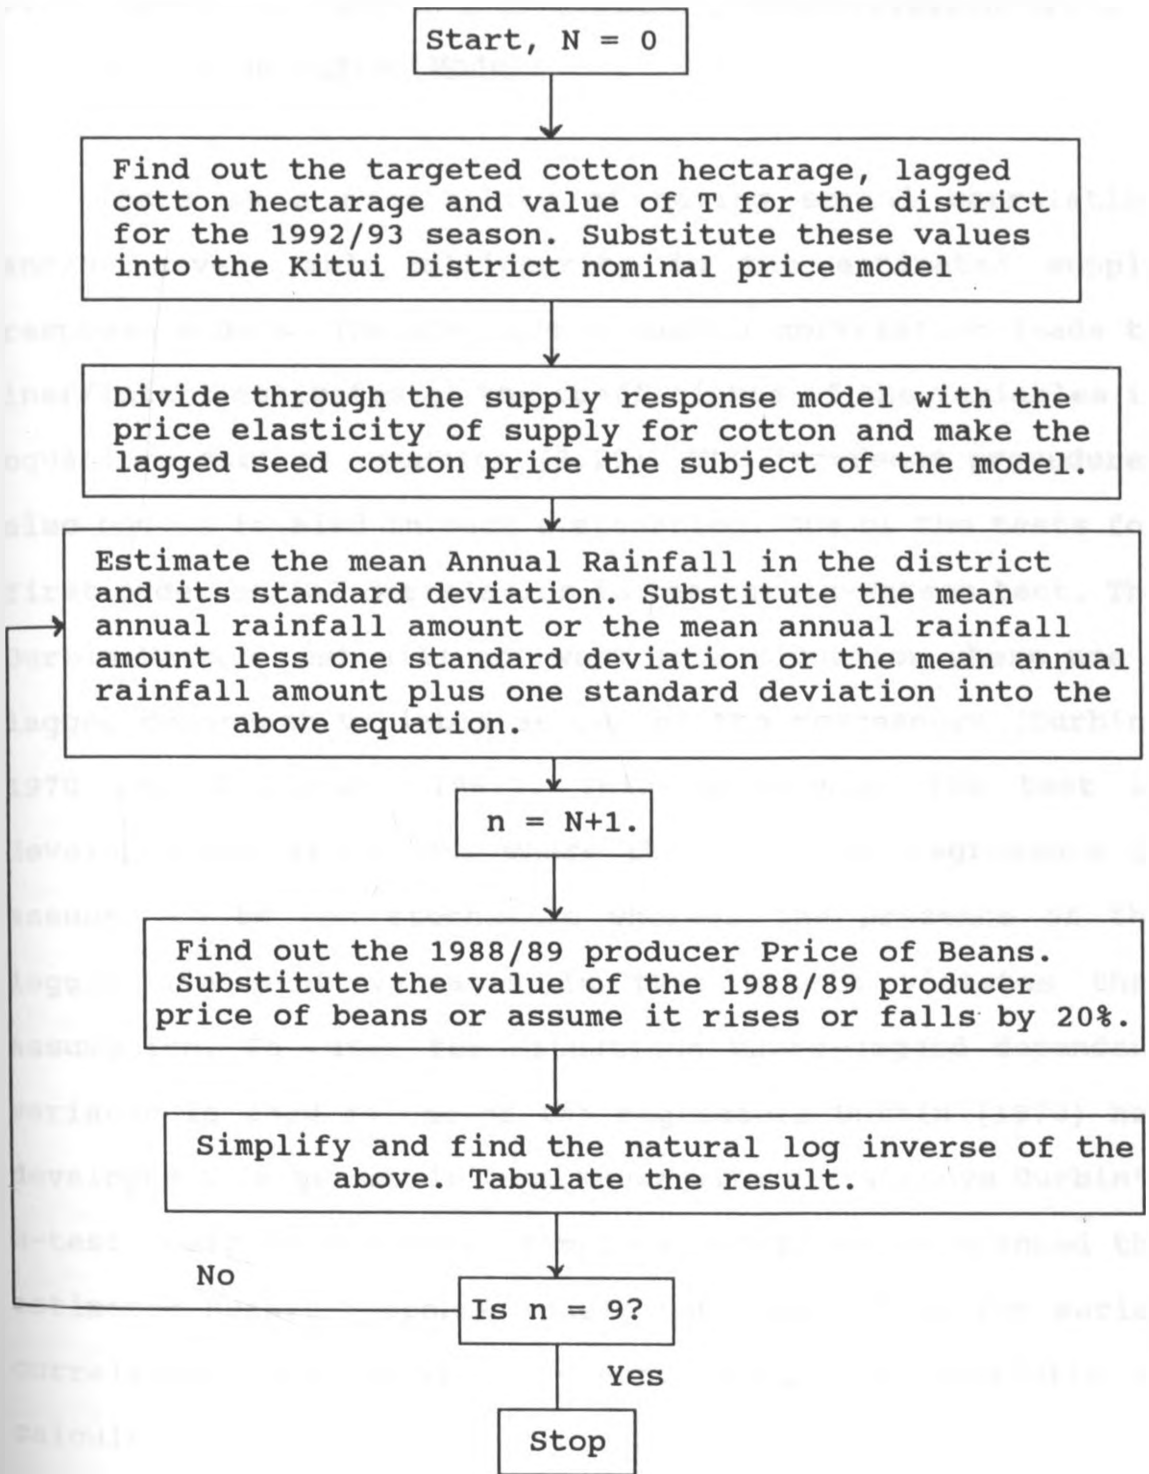 Start, N = 0
Find out the targeted cotton hectarage, lagged
cotton hectarage and value of T for the district
for the 1992/93 season. Substitute these values
into the Kitui District nominal price model
Divide through the supply response model with the
price elasticity of supply for cotton and make the
lagged seed cotton price the subject of the model.
Estimate the mean Annual Rainfall in the district
and its standard deviation. Substitute the mean
annual rainfall amount or the mean annual rainfall
amount less one standard deviation or the mean annual
rainfall amount plus one standard deviation into the
above equation.
n = N+1.
Find out the 1988/89 producer Price of Beans.
Substitute the value of the 1988/89 producer
price of beans or assume it rises or falls by 20%.
Simplify and find the natural log inverse of the
above. Tabulate the result.
No
Is n = 9?
Yes
Stop